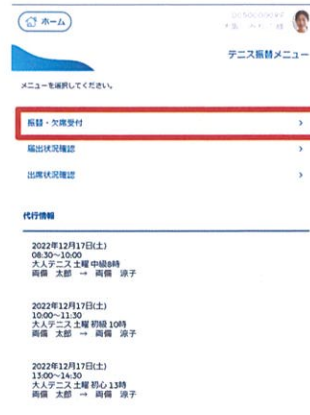 ホーム
テニス振替メニュー
メニューを選択してください。
振替・欠席受付
届出状況確認
出席状況確認
代行情報
2022年12月17日(土)
08:30～10:00
大人テニス 土曜 中級8時
両備 太郎 → 両備 涼子
2022年12月17日(土)
10:00～11:30
大人テニス 土曜 初級 10時
両備 太郎 → 両備 涼子
2022年12月17日(土)
13:00～14:30
大人テニス 土曜 初心 13時
両備 太郎 → 両備 涼子